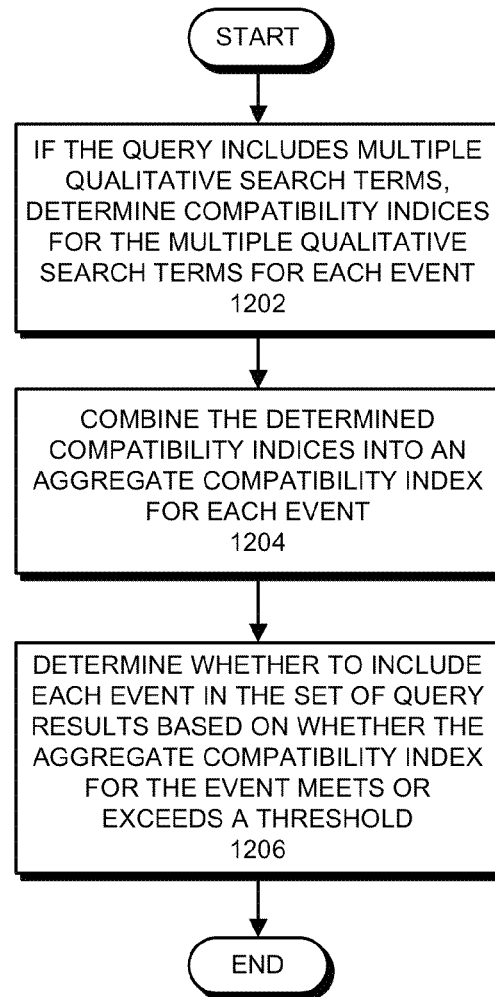 START
IF THE QUERY INCLUDES MULTIPLE
QUALITATIVE SEARCH TERMS,
DETERMINE COMPATIBILITY INDICES
FOR THE MULTIPLE QUALITATIVE
SEARCH TERMS FOR EACH EVENT
1202
COMBINE THE DETERMINED
COMPATIBILITY INDICES INTO AN
AGGREGATE COMPATIBILITY INDEX
FOR EACH EVENT
1204
DETERMINE WHETHER TO INCLUDE
EACH EVENT IN THE SET OF QUERY
RESULTS BASED ON WHETHER THE
AGGREGATE COMPATIBILITY INDEX
FOR THE EVENT MEETS OR
EXCEEDS A THRESHOLD
1206
END